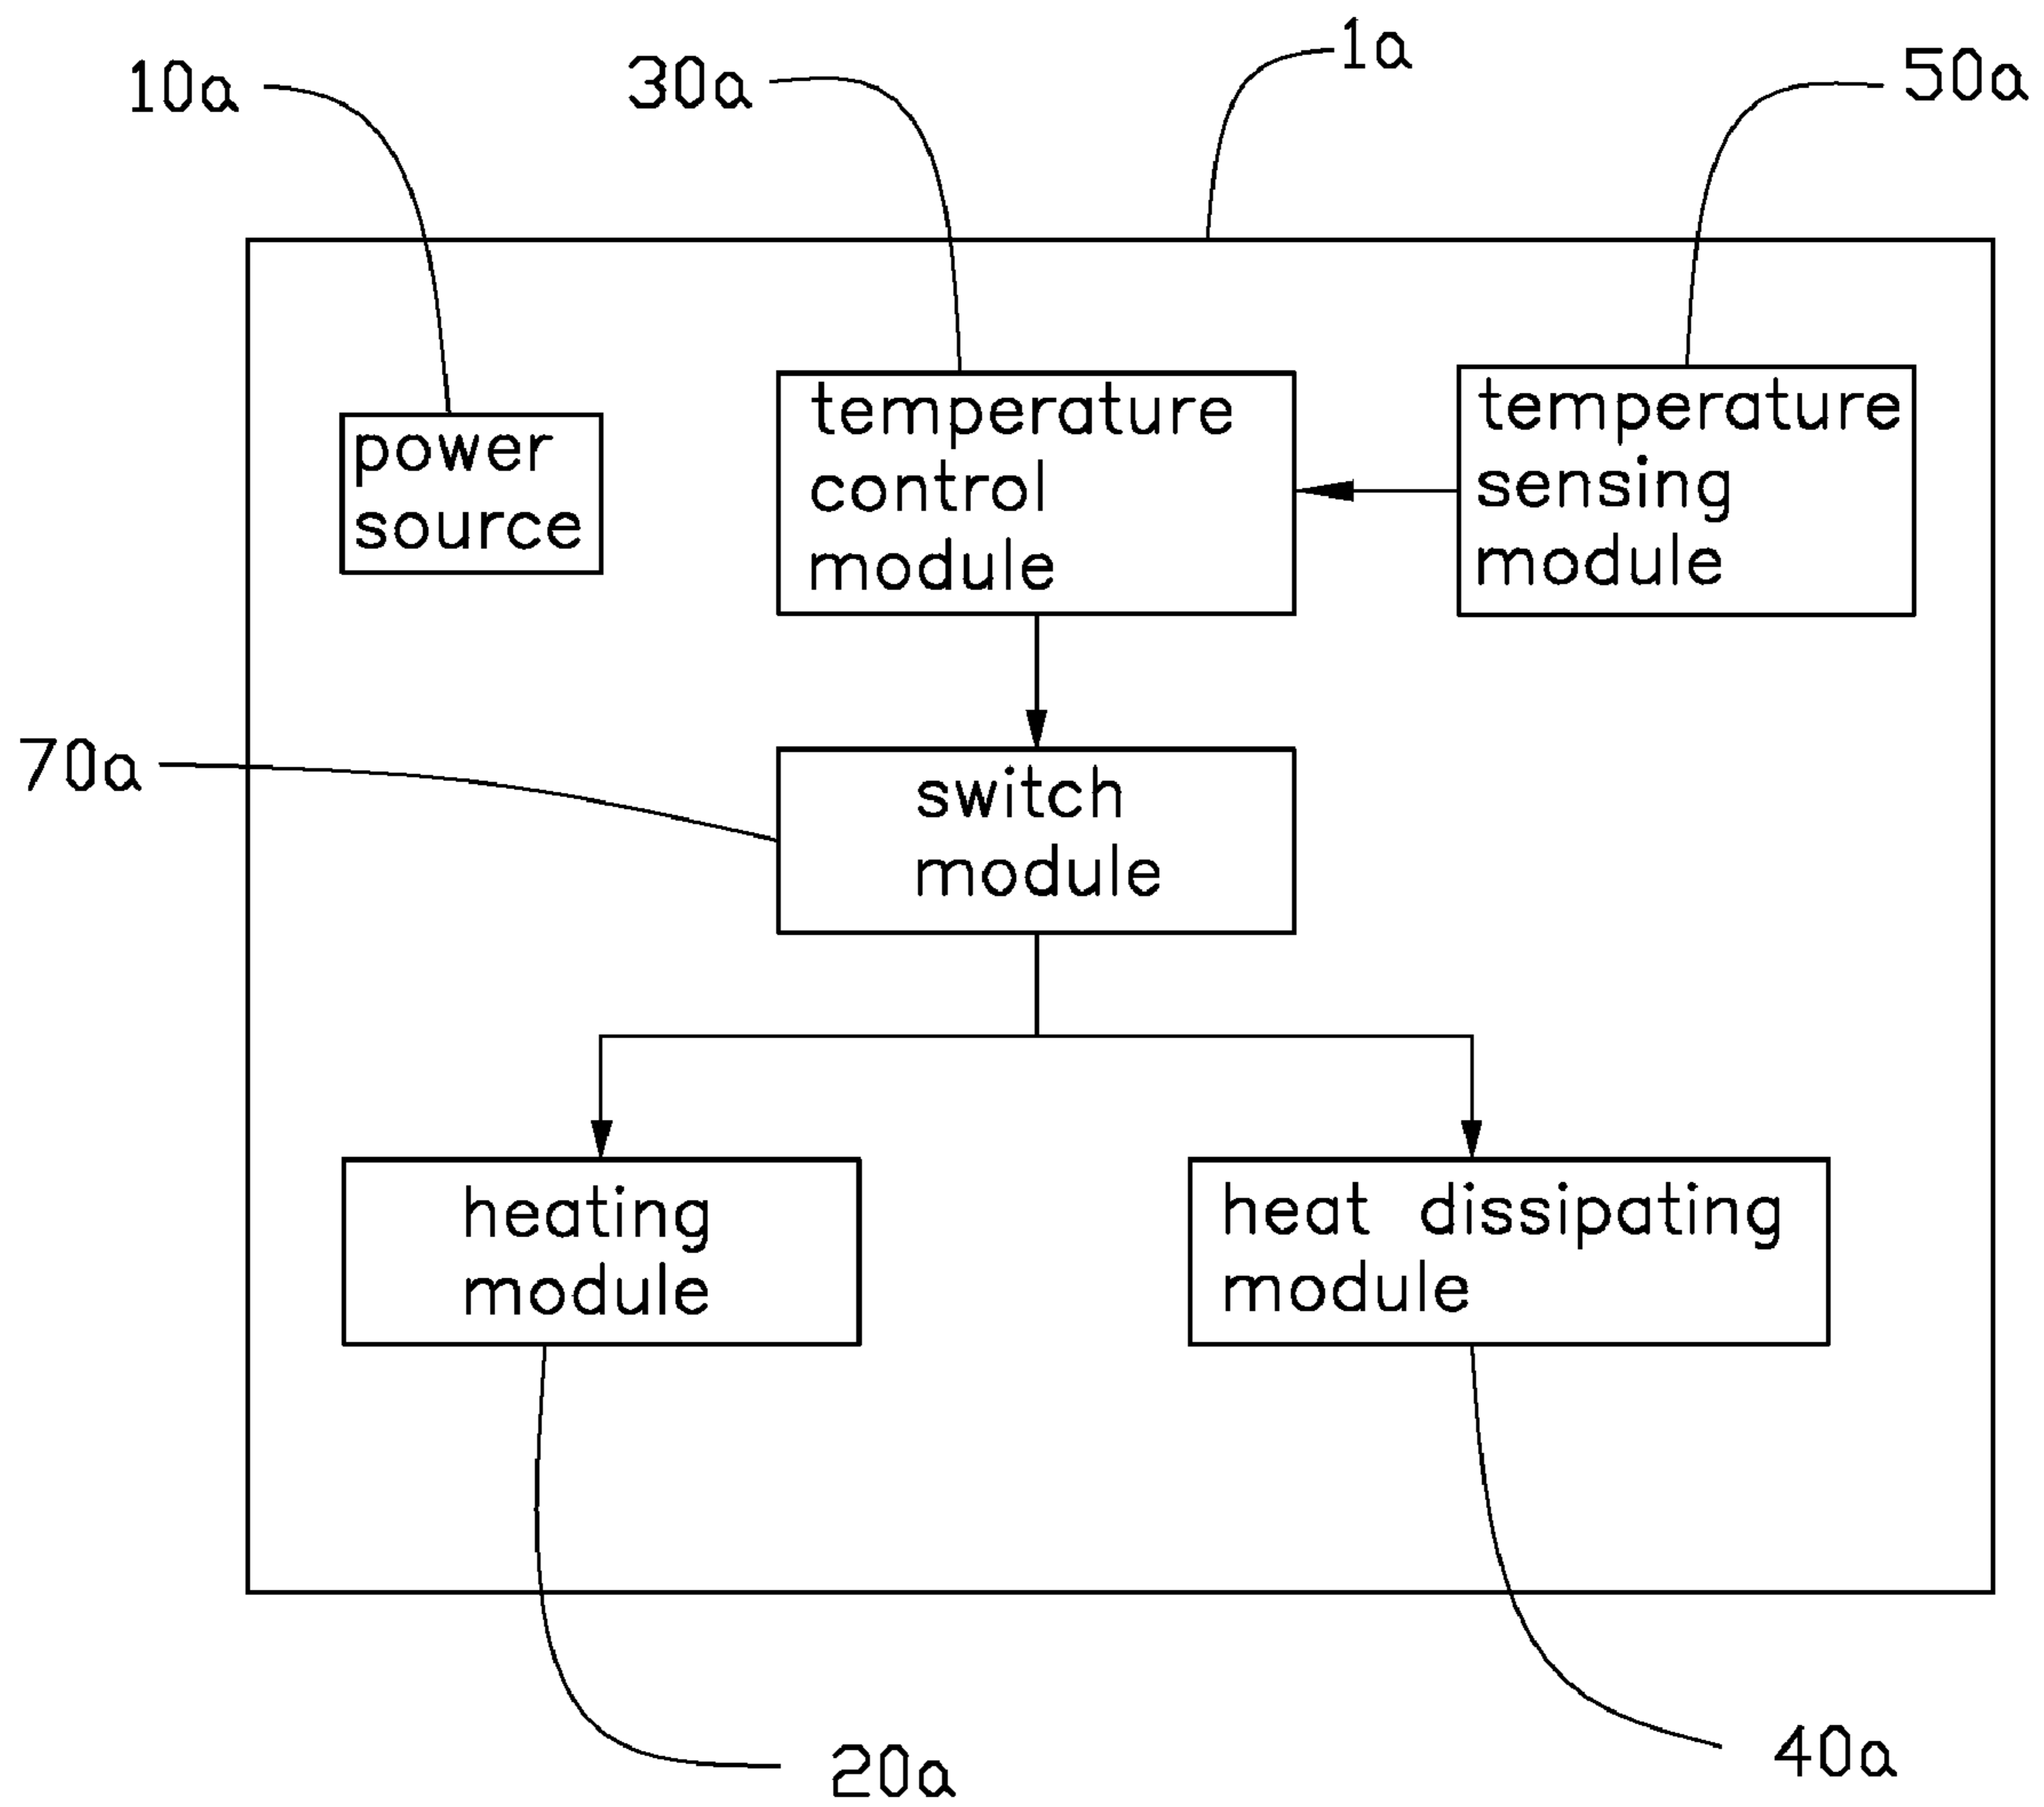 10a
30a
1a
50a
power
source
temperature
control
module
temperature
sensing
module
70a
switch
module
heating
module
heat dissipating
module
20a
40a